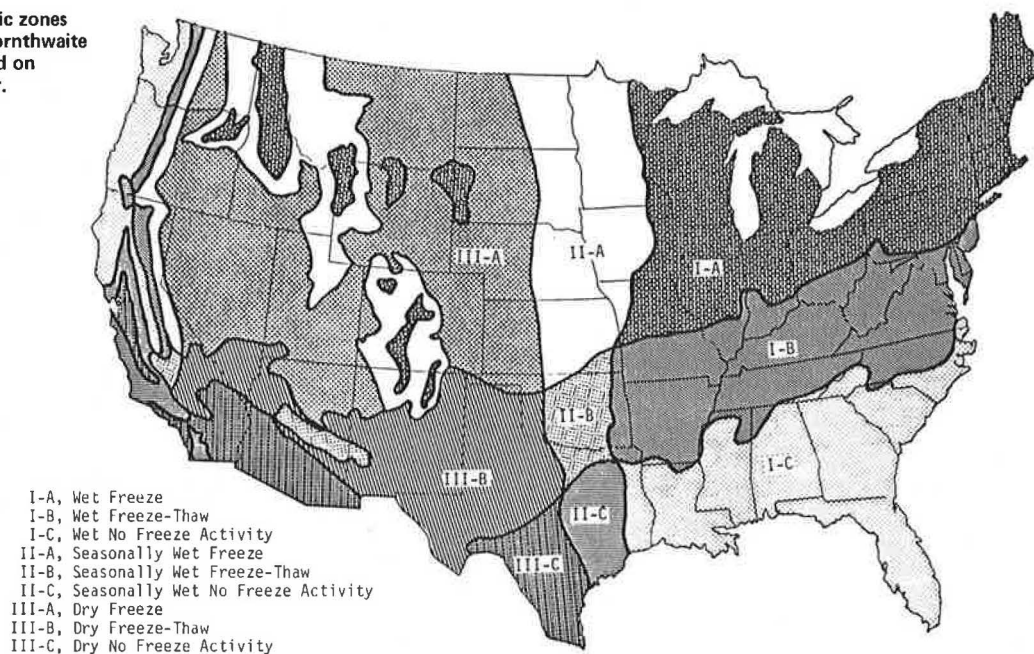 ic zones
ornthwaite
d on
r.
III-A
II-A
I-A
I-B
II-B
I-C
III-B
II-C
III-C
I-A, Wet Freeze
I-B, Wet Freeze-Thaw
I-C, Wet No Freeze Activity
II-A, Seasonally Wet Freeze
II-B, Seasonally Wet Freeze-Thaw
II-C, Seasonally Wet No Freeze Activity
III-A, Dry Freeze
III-B, Dry Freeze-Thaw
III-C, Dry No Freeze Activity